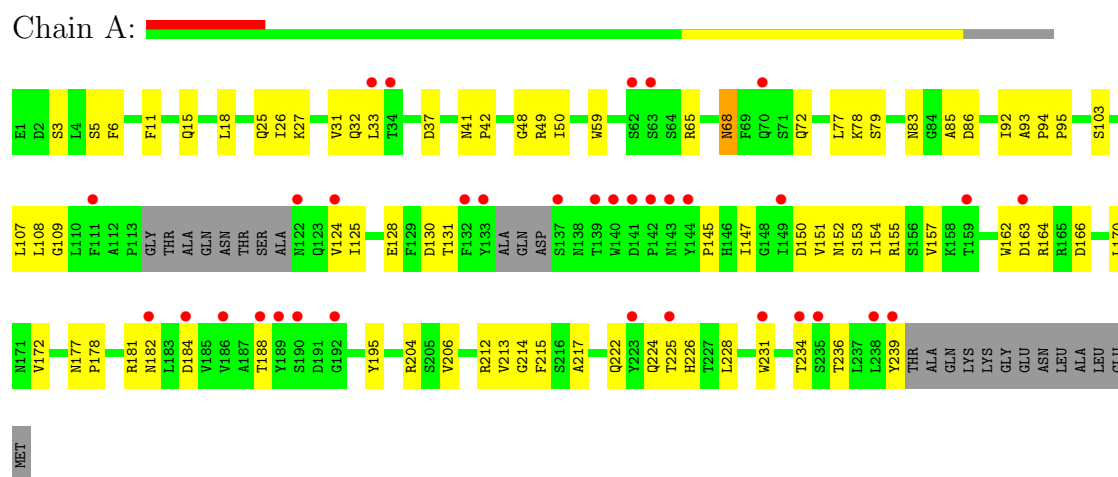 Chain A:
E1 D2 S3 L4 S5 F6 F11 Q15 L18 Q25 I26 K27 V31 Q32 L33 T34 D37 N41 P42 G48 R49 I50 W59 S62 S63 S64 R65 N68 F69 Q70 S71 Q72 L77 K78 S79 N83 G84 A85 D86 I92 A93 P94 P95 S103
L107 L108 G109 L110 F111 A112 P113 GLY THR ALA GLN ASN THR SER ALA N122 Q123 V124 I125 E128 F129 D130 T131 F132 Y133 ALA GLN ASP S137 N138 T139 W140 D141 P142 N143 Y144 P145 H146 I147 G148 I149 D150 V151 N152 S153 I154 R155 S156 V157 K158 T159 W162 D163 R164 R165 D166 L170
N171 V172 N177 P178 R181 N182 L183 D184 V185 V186 A187 T188 Y189 S190 D191 G192 Y195 R204 S205 V206 R212 V213 G214 F215 S216 A217 Q222 Y223 Q224 T225 H226 T227 L228 W231 T234 S235 T236 L237 L238 Y239 THR ALA GLN LYS LYS GLY GLU ASN LEU ALA LEU GLU
MET